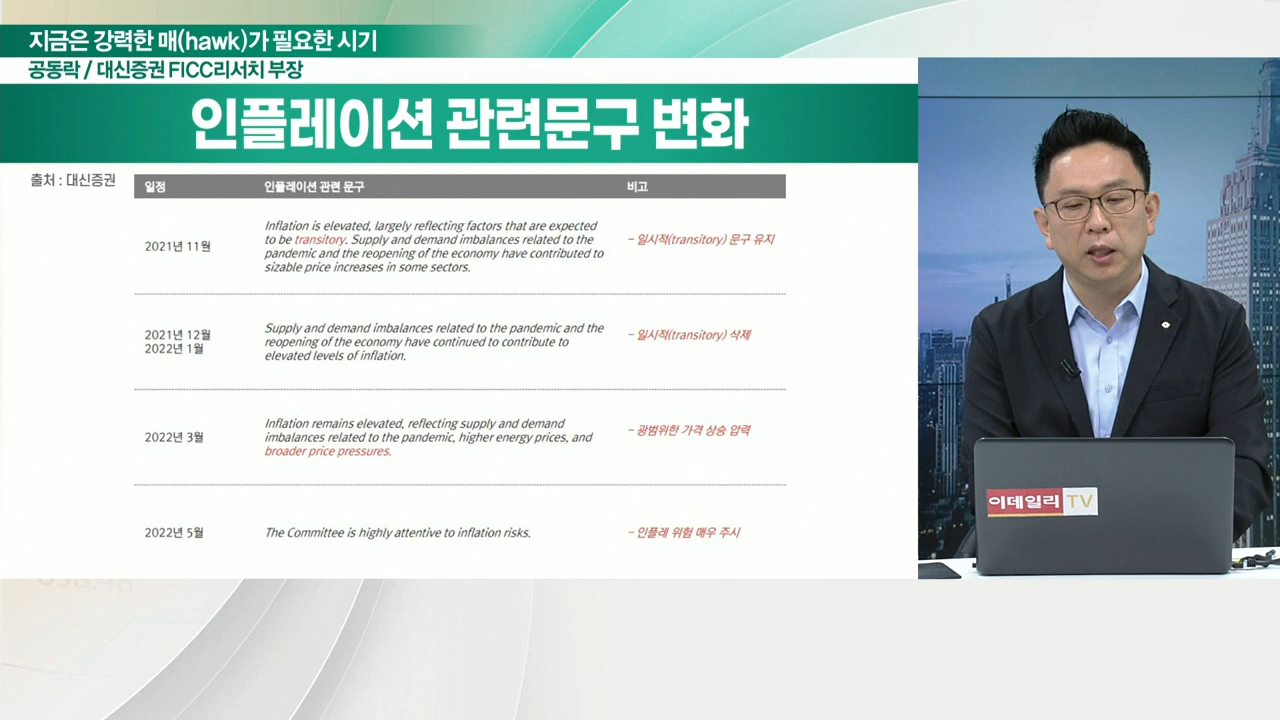 지금은 강력한 매(hawk)가 필요한 시기
공동락 / 대신증권 FICC리서치 부장
인플레이션 관련문구 변화
출처 : 대신증권
일정 인플레이션 관련 문구 비고
2021년 11월
Inflation is elevated, largely reflecting factors that are expected
to be transitory. Supply and demand imbalances related to the
pandemic and the reopening of the economy have contributed to
sizable price increases in some sectors.
- 일시적(transitory) 문구 유지
2021년 12월
2022년 1월
Supply and demand imbalances related to the pandemic and the
reopening of the economy have continued to contribute to
elevated levels of inflation.
- 일시적(transitory) 삭제
2022년 3월
Inflation remains elevated, reflecting supply and demand
imbalances related to the pandemic, higher energy prices, and
broader price pressures.
- 광범위한 가격 상승 압력
2022년 5월
The Committee is highly attentive to inflation risks.
- 인플레 위험 매우 주시
이데일리 TV